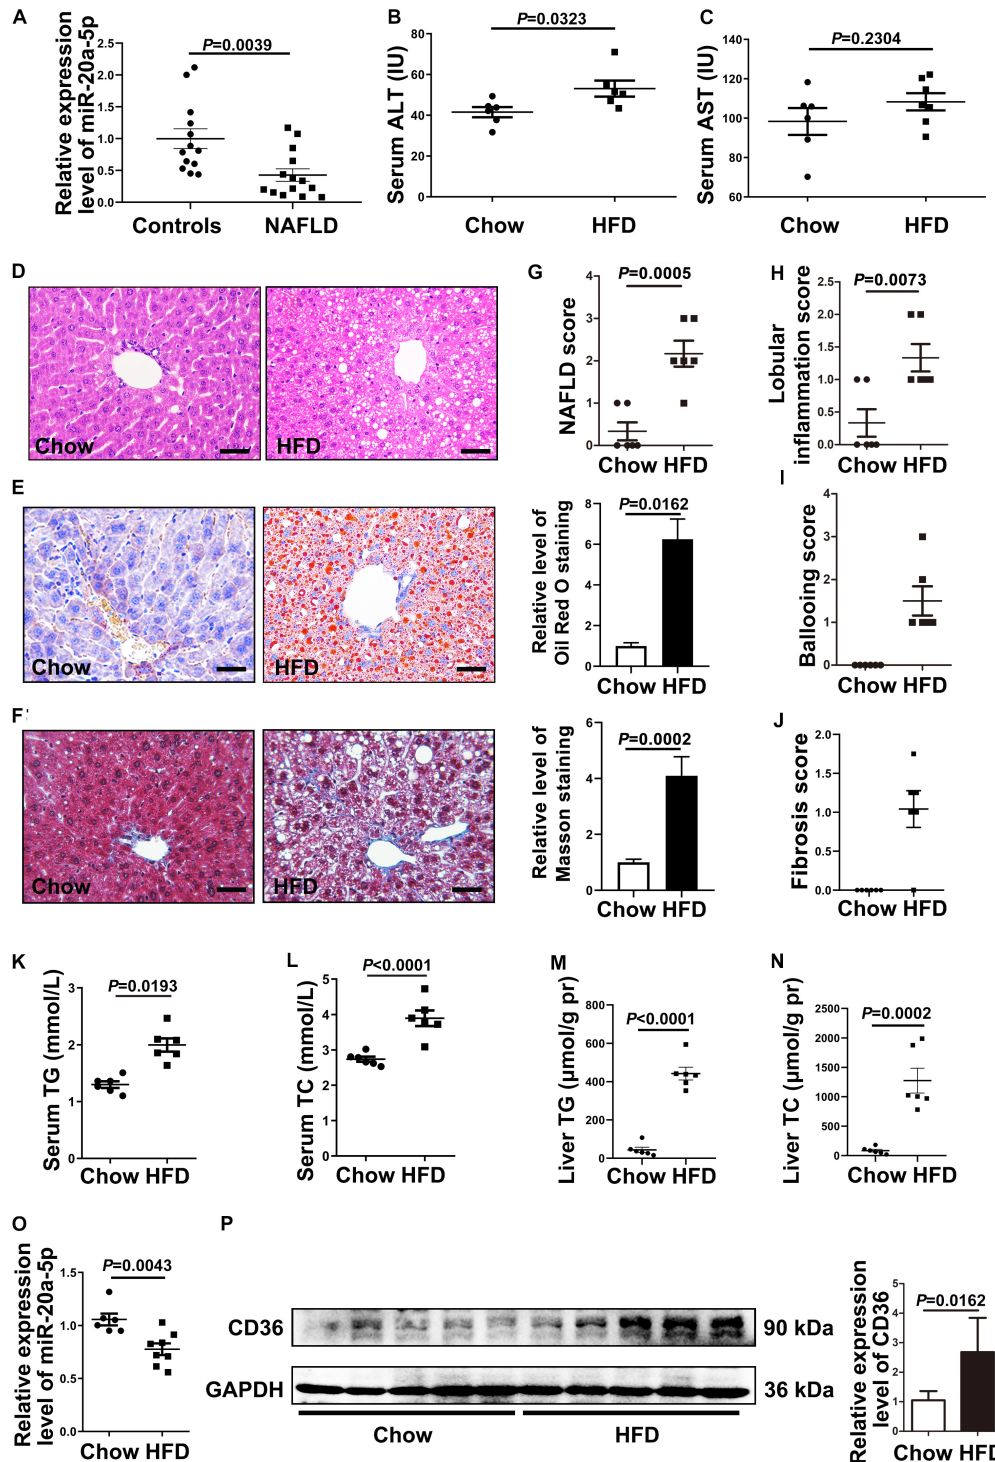 A
Relative expression
level of miR-20a-5p
P=0.0039
2.5
2.0
1.5
1.0
0.5
0.0
Controls NAFLD
B
Serum ALT (IU)
P=0.0323
80
60
40
20
0
Chow HFD
C
Serum AST (IU)
P=0.2304
140
120
100
80
60
Chow HFD
D
Chow
HFD
G
NAFLD score
P=0.0005
4
3
2
1
0
Chow HFD
H
Lobular
inflammation score
P=0.0073
2.5
2.0
1.5
1.0
0.5
0.0
Chow HFD
E
Chow
HFD
Relative level of
Oil Red O staining
P=0.0162
8
6
4
2
0
Chow HFD
I
Ballooing score
4
3
2
1
0
Chow HFD
F
Chow
HFD
Relative level of
Masson staining
P=0.0002
6
4
2
0
Chow HFD
J
Fibrosis score
2.0
1.5
1.0
0.5
0.0
Chow HFD
K
Serum TG (mmol/L)
P=0.0193
3
2
1
0
Chow HFD
L
Serum TC (mmol/L)
P<0.0001
5
4
3
2
1
0
Chow HFD
M
Liver TG (μmol/g pr)
P<0.0001
800
600
400
200
0
Chow HFD
N
Liver TC (μmol/g pr)
P=0.0002
2500
2000
1500
1000
500
0
Chow HFD
O
Relative expression
level of miR-20a-5p
P=0.0043
1.5
1.0
0.5
0.0
Chow HFD
P
CD36
90 kDa
GAPDH
36 kDa
Chow
HFD
Relative expression
level of CD36
P=0.0162
5
4
3
2
1
0
Chow HFD